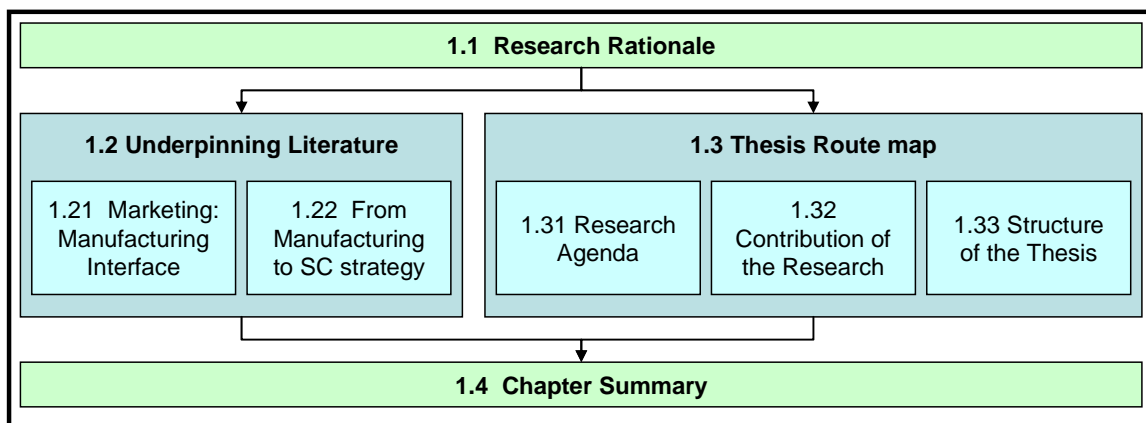 1.1 Research Rationale
1.2 Underpinning Literature
1.21 Marketing:
Manufacturing
Interface
1.22 From
Manufacturing
to SC strategy
1.3 Thesis Route map
1.31 Research
Agenda
1.32
Contribution of
the Research
1.33 Structure
of the Thesis
1.4 Chapter Summary